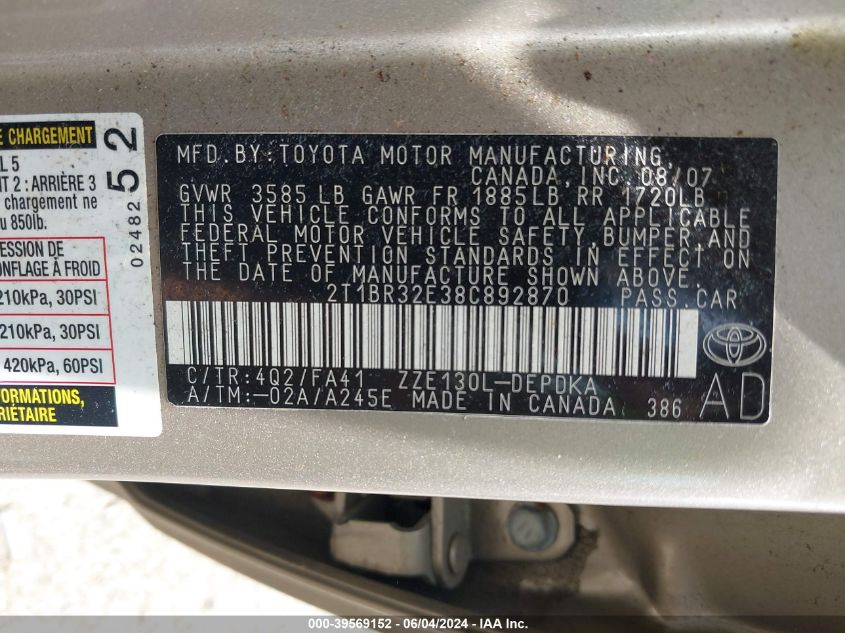 E CHARGEMENT
L 5
NT 2 : ARRIÈRE 3
chargement ne
u 850lb.
ESSION DE
ONFLAGE À FROID
210kPa, 30PSI
210kPa, 30PSI
420kPa, 60PSI
FORMATIONS,
RIÉTAIRE
02482 52
MFD.BY:TOYOTA MOTOR MANUFACTURING,
CANADA, INC. 08/07
GVWR 3585 LB GAWR FR 1885LB RR 1720LB
THIS VEHICLE CONFORMS TO ALL APPLICABLE
FEDERAL MOTOR VEHICLE SAFETY,BUMPER,AND
THEFT PREVENTION STANDARDS IN EFFECT ON
THE DATE OF MANUFACTURE SHOWN ABOVE.
2T1BR32E38C892870 PASS.CAR
C/TR:4Q2/FA41 ZZE130L-DEPDKA
A/TM:-02A/A245E MADE IN CANADA 386 AD
000-39569152 - 06/04/2024 - IAA Inc.